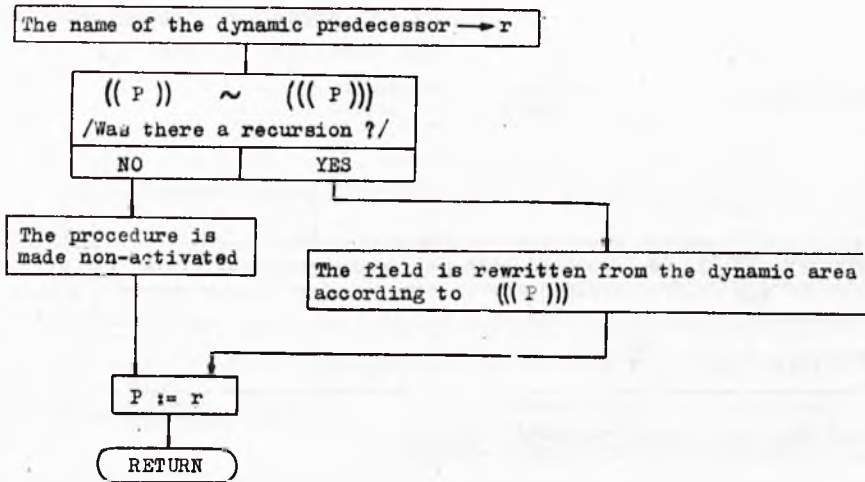 The name of the dynamic predecessor → r
(( P )) ~ ((( P )))
/Was there a recursion ?/
NO YES
The procedure is
made non-activated
The field is rewritten from the dynamic area
according to ((( P )))
P := r
RETURN